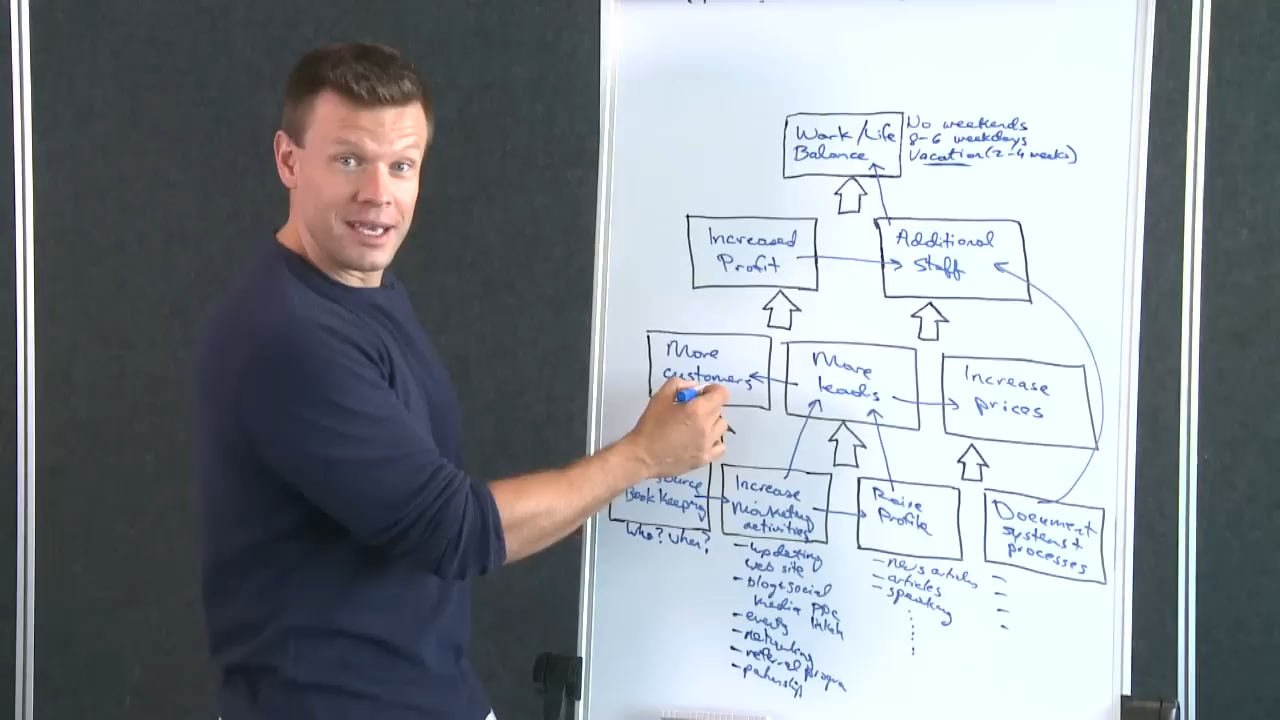 Work/Life
Balance
No weekends
8-6 weekdays
Vacation (2-4 weeks)
Increased
Profit
Additional
Staff
More
customers
More
leads
Increase
prices
source
Book Keeping
Who? When?
Increase
Marketing
activities
- updating
web site
- blog + social
media PPC
- events
- networking
- referral program
Raise
Profile
- news articles
- articles
- speaking
Document
systems +
processes